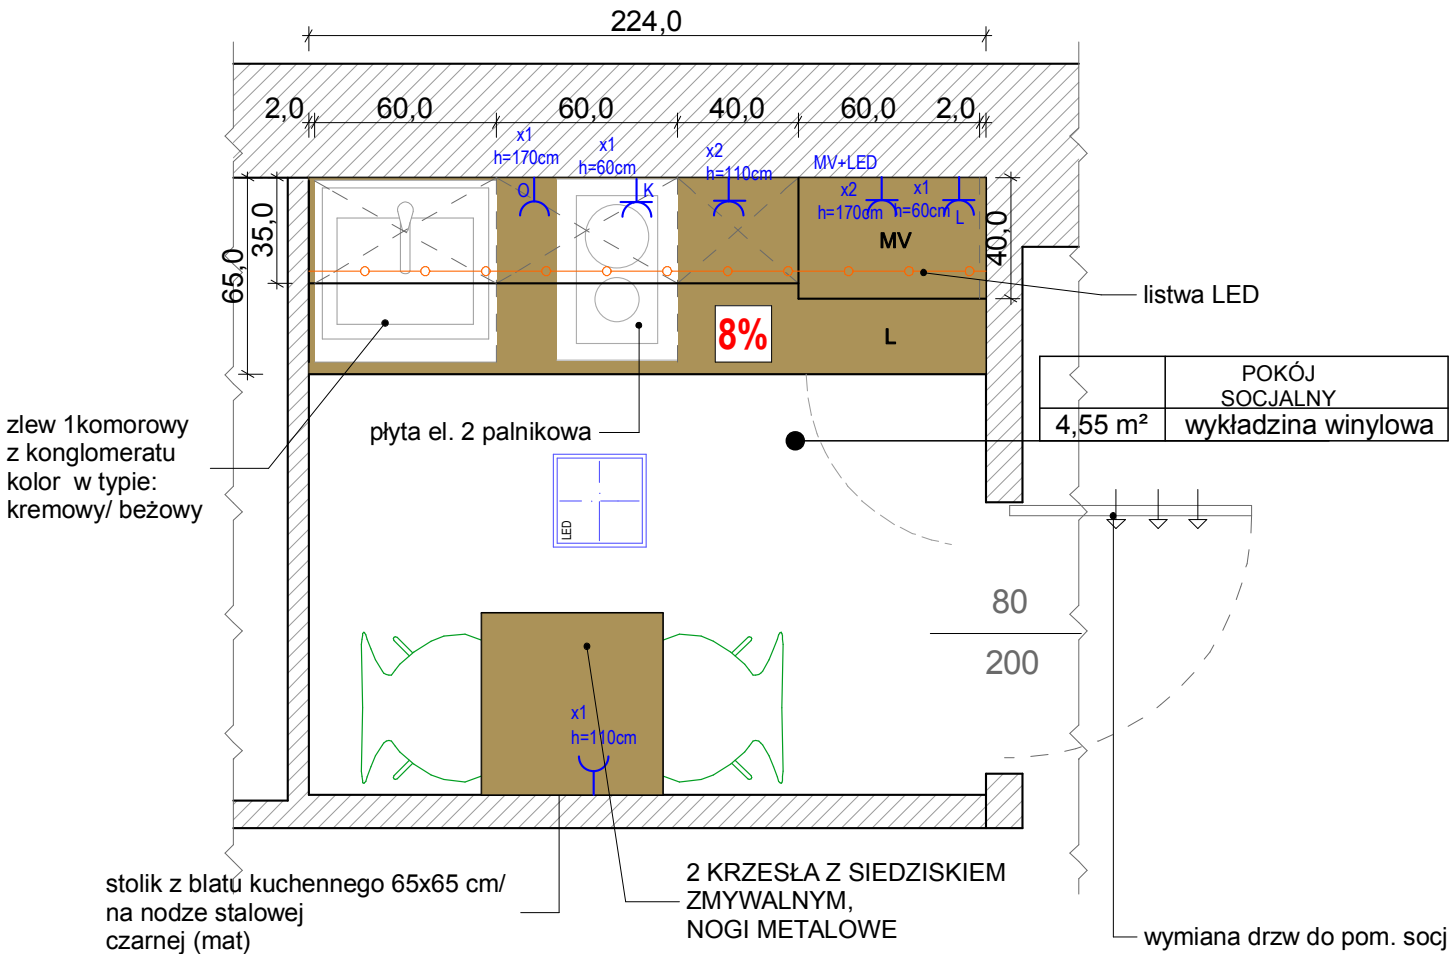 224,0
2,0
60,0
60,0
40,0
60,0
2,0
x1
h=170cm
x1
h=60cm
x2
h=110cm
MV+LED
x2
h=170cm
x1
h=60cm
O
K
L
MV
65,0
35,0
40,0
listwa LED
8%
L
POKÓJ
SOCJALNY
4,55 m² wykładzina winylowa
zlew 1komorowy
z konglomeratu
kolor w typie:
kremowy/ beżowy
płyta el. 2 palnikowa
LED
80
200
x1
h=110cm
stolik z blatu kuchennego 65x65 cm/
na nodze stalowej
czarnej (mat)
2 KRZESŁA Z SIEDZISKIEM
ZMYWALNYM,
NOGI METALOWE
wymiana drzw do pom. socj